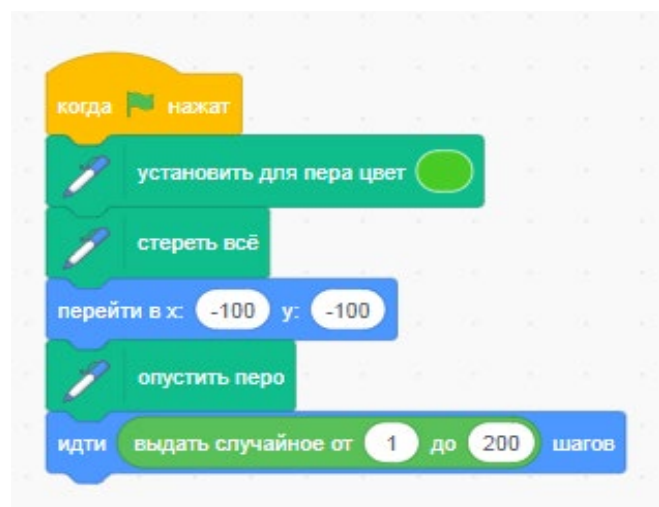 когда нажат
установить для пера цвет
стереть всё
перейти в x: -100 y: -100
опустить перо
идти выдать случайное от 1 до 200 шагов